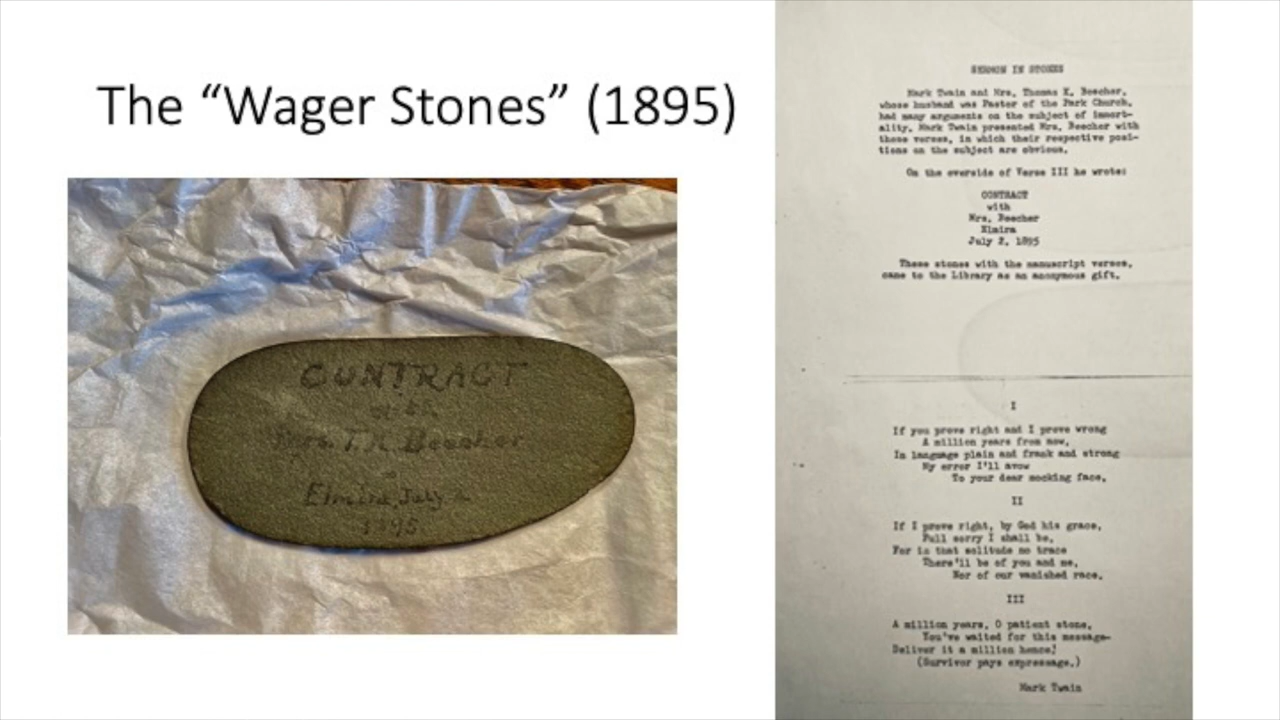 The “Wager Stones” (1895)
CONTRACT
with
Mrs. T.K. Beecher
Elmira, July 2
1895
SERMON IN STONES
Mark Twain and Mrs. Thomas K. Beecher,
whose husband was Pastor of the Park Church,
had many arguments on the subject of immort-
ality. Mark Twain presented Mrs. Beecher with
these verses, in which their respective posi-
tions on the subject are obvious.
On the overside of Verse III he wrote:
CONTRACT
with
Mrs. Beecher
Elmira
July 2, 1895
These stones with the manuscript verses,
came to the Library as an anonymous gift.
I
If you prove right and I prove wrong
A million years from now,
In language plain and frank and strong
My error I'll avow
To your dear mocking face.
II
If I prove right, by God his grace,
Full sorry I shall be,
For in that solitude no trace
There'll be of you and me,
Nor of our vanished race.
III
A million years, O patient stone,
You've waited for this message—
Deliver it a million hence!
(Survivor pays expressage.)
Mark Twain